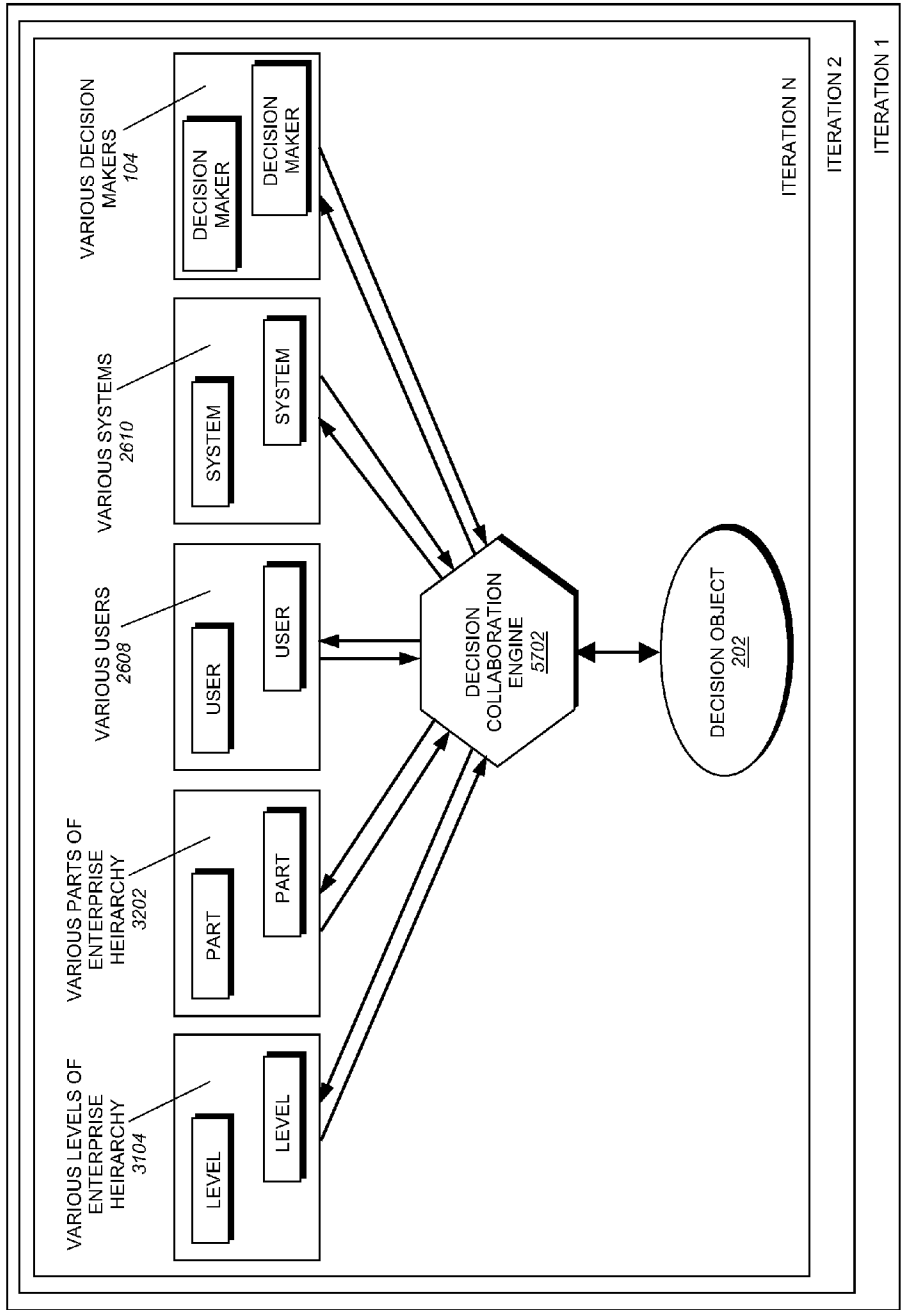 VARIOUS LEVELS OF
ENTERPRISE
HEIRARCHY
3104
LEVEL
LEVEL
VARIOUS PARTS OF
ENTERPRISE
HEIRARCHY
3202
PART
PART
VARIOUS USERS
2608
USER
USER
VARIOUS SYSTEMS
2610
SYSTEM
SYSTEM
VARIOUS DECISION
MAKERS
104
DECISION
MAKER
DECISION
MAKER
DECISION
COLLABORATION
ENGINE
5702
DECISION OBJECT
202
ITERATION N
ITERATION 2
ITERATION 1